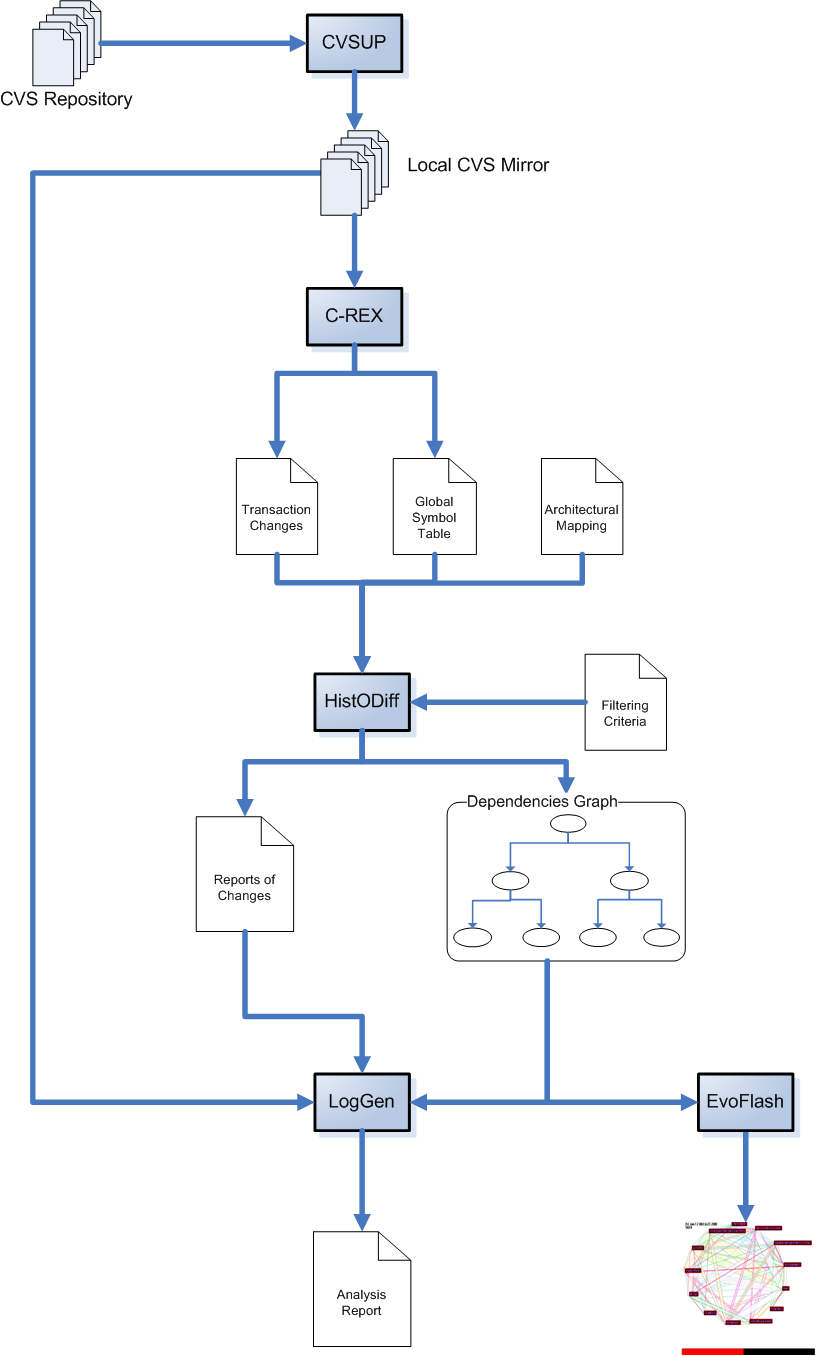 CVSUP
CVS Repository
Local CVS Mirror
C-REX
Transaction
Changes
Global
Symbol
Table
Architectural
Mapping
HistODiff
Filtering
Criteria
Dependencies Graph
Reports of
Changes
LogGen
EvoFlash
Analysis
Report